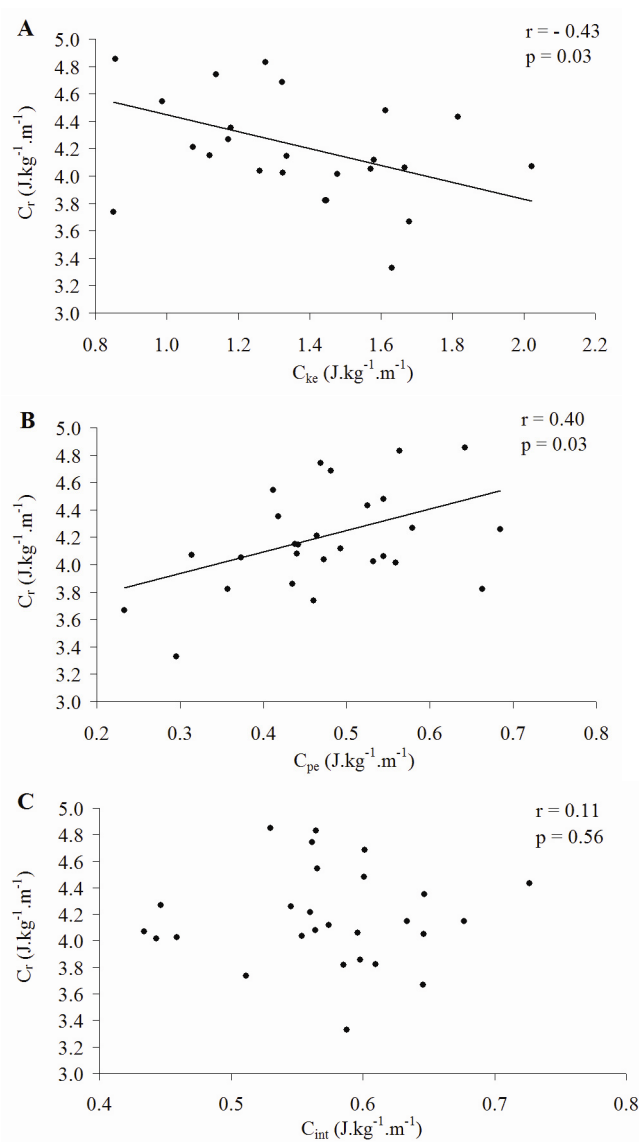 A
r = - 0.43
p = 0.03
5.0
4.8
4.6
4.4
4.2
4.0
3.8
3.6
3.4
3.2
3.0
C_r (J.kg⁻¹.m⁻¹)
0.8 1.0 1.2 1.4 1.6 1.8 2.0 2.2
C_ke (J.kg⁻¹.m⁻¹)
B
r = 0.40
p = 0.03
5.0
4.8
4.6
4.4
4.2
4.0
3.8
3.6
3.4
3.2
3.0
C_r (J.kg⁻¹.m⁻¹)
0.2 0.3 0.4 0.5 0.6 0.7 0.8
C_pe (J.kg⁻¹.m⁻¹)
C
r = 0.11
p = 0.56
5.0
4.8
4.6
4.4
4.2
4.0
3.8
3.6
3.4
3.2
3.0
C_r (J.kg⁻¹.m⁻¹)
0.4 0.5 0.6 0.7 0.8
C_int (J.kg⁻¹.m⁻¹)